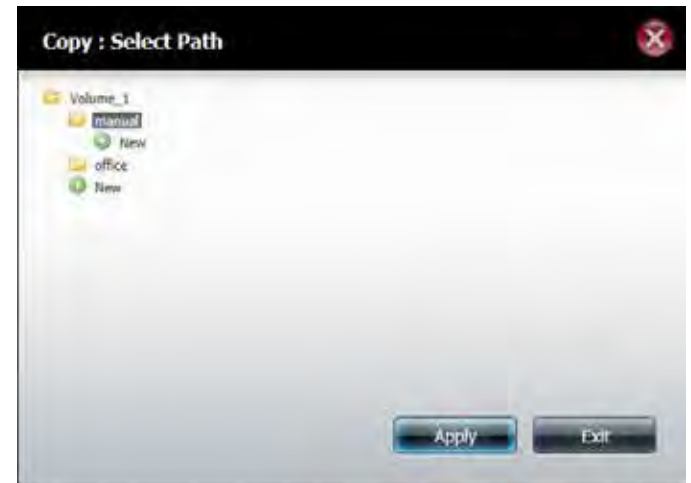 Copy : Select Path
Volume_1
manual
New
office
New
Apply Exit